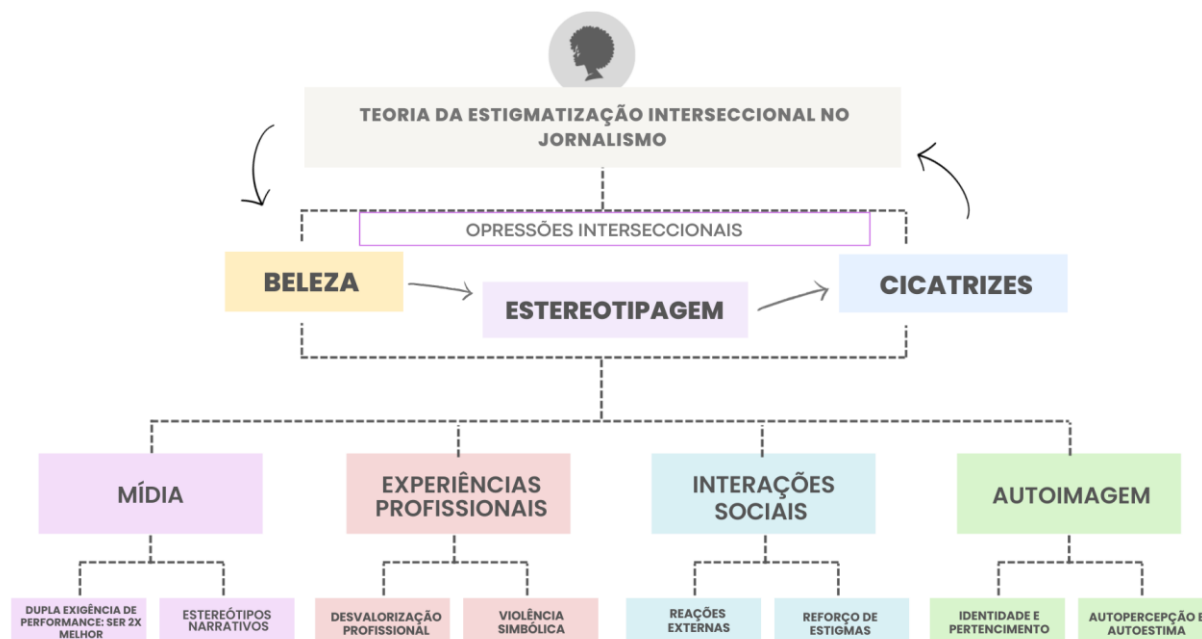 TEORIA DA ESTIGMATIZAÇÃO INTERSECCIONAL NO
JORNALISMO
OPRESSÕES INTERSECCIONAIS
BELEZA
ESTEREOTIPAGEM
CICATRIZES
MÍDIA
EXPERIÊNCIAS
PROFISSIONAIS
INTERAÇÕES
SOCIAIS
AUTOIMAGEM
DUPLA EXIGÊNCIA DE
PERFORMANCE: SER 2X
MELHOR
ESTEREÓTIPOS
NARRATIVOS
DESVALORIZAÇÃO
PROFISSIONAL
VIOLÊNCIA
SIMBÓLICA
REAÇÕES
EXTERNAS
REFORÇO DE
ESTIGMAS
IDENTIDADE E
PERTENCIMENTO
AUTOPERCEPÇÃO E
AUTOESTIMA